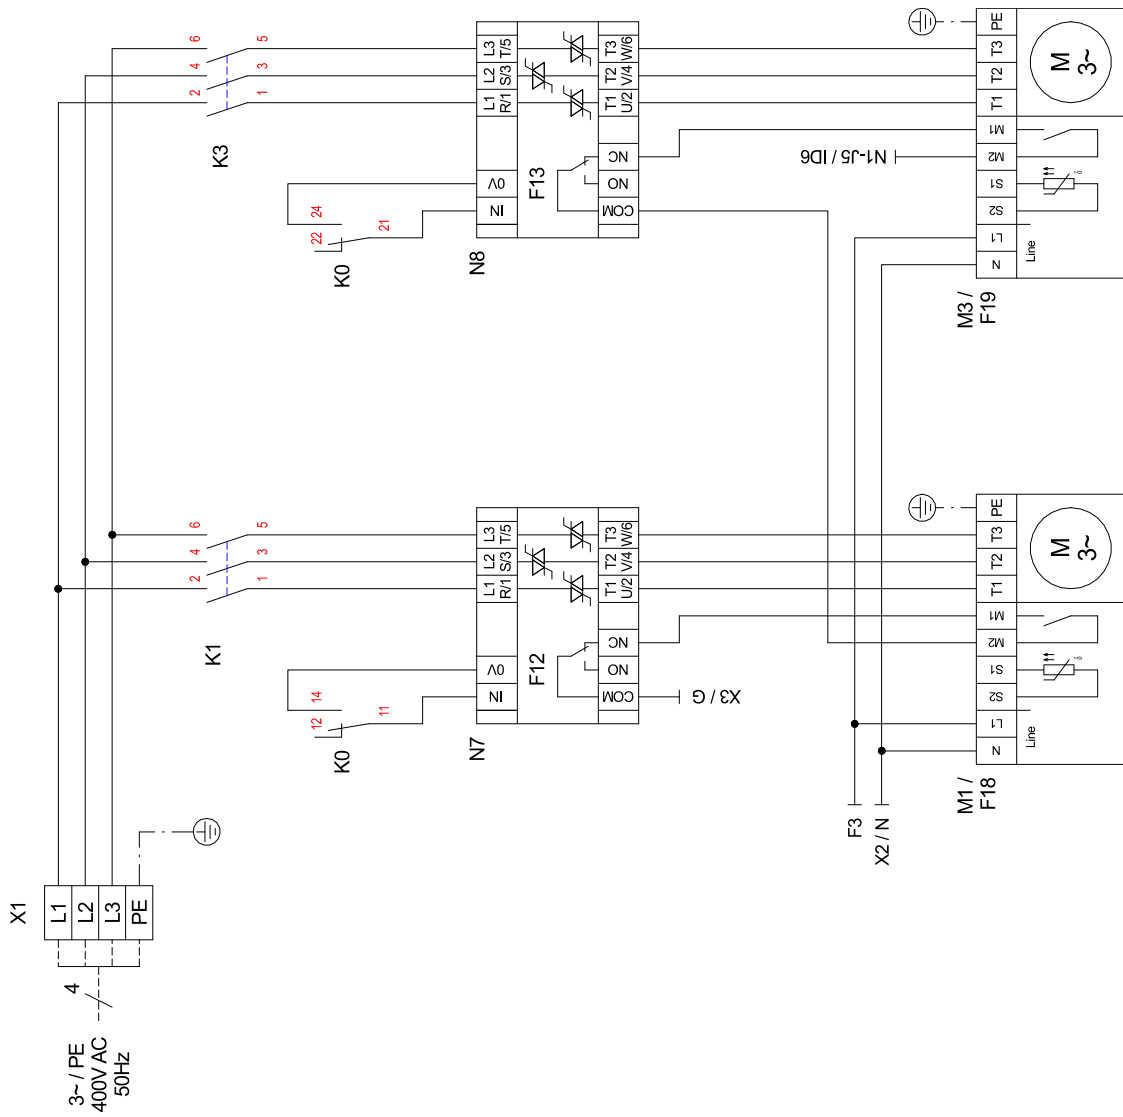 X1
L1
L2
L3
PE
4
3~ / PE
400V AC
50Hz
K1
2
4
6
1
3
5
K3
2
4
6
1
3
5
K0
12
14
11
N7
IN
0V
L1
R/1
L2
S/3
L3
T/5
F12
COM
NO
NC
T1
U/2
T2
V/4
T3
W/6
X3 / G
K0
22
24
21
N8
IN
0V
L1
R/1
L2
S/3
L3
T/5
F13
COM
NO
NC
T1
U/2
T2
V/4
T3
W/6
N1-J5 / ID6
F3
X2 / N
M1 /
F18
N
L1
S2
S1
M2
M1
T1
T2
T3
PE
Line
M
3~
M3 /
F19
N
L1
S2
S1
M2
M1
T1
T2
T3
PE
Line
M
3~